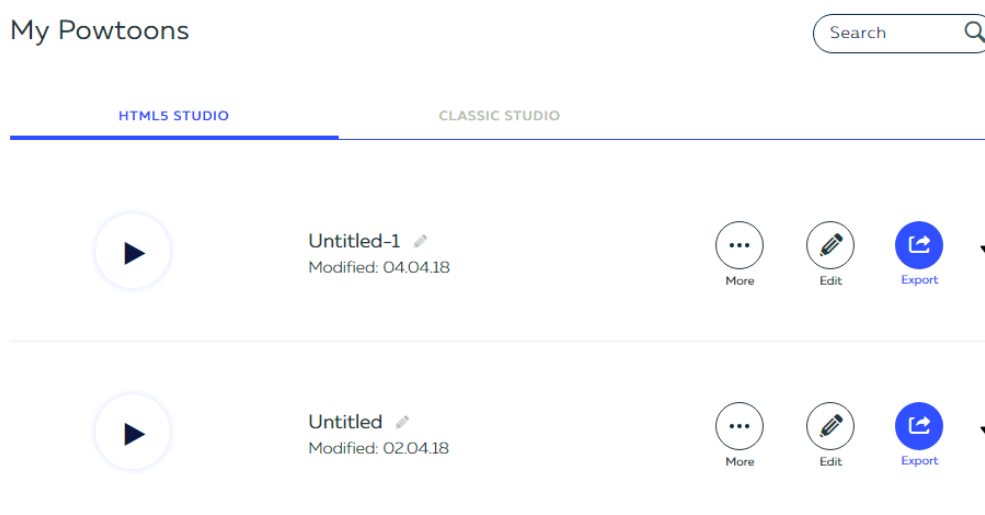 My Powtoons
Search
HTML5 STUDIO CLASSIC STUDIO
Untitled-1
Modified: 04.04.18
More Edit Export
Untitled
Modified: 02.04.18
More Edit Export